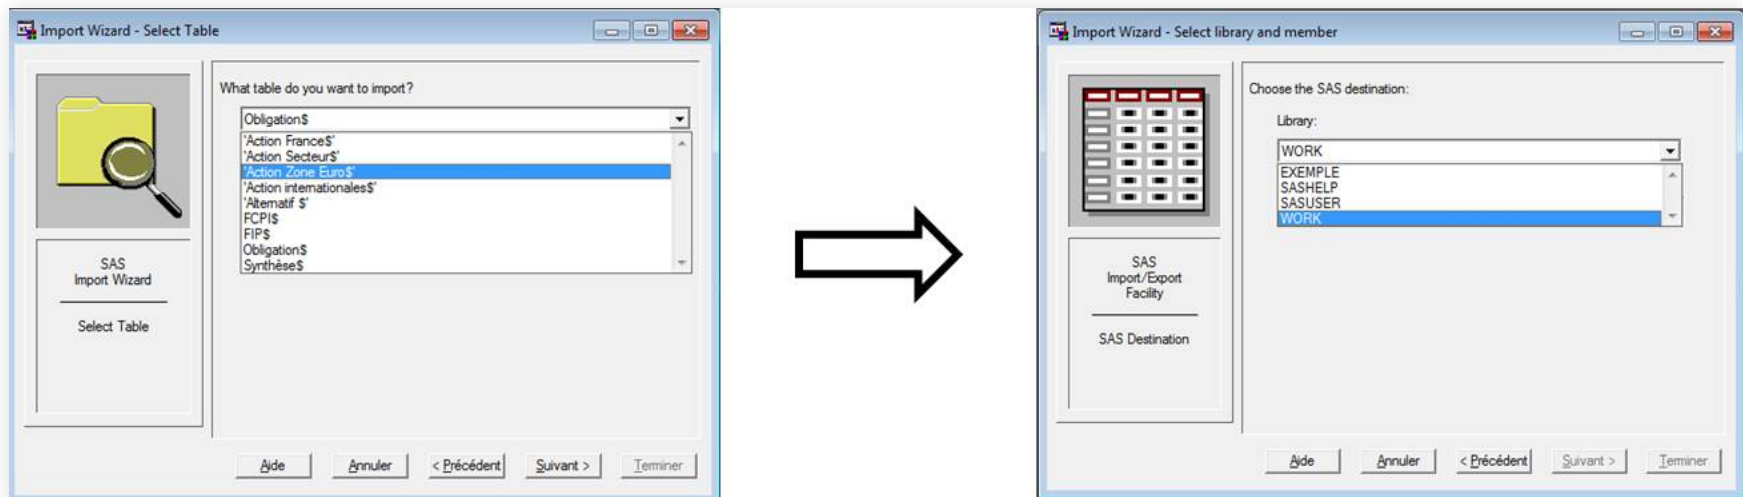 Import Wizard - Select Table
What table do you want to import?
Obligation$
'Action France$'
'Action Secteur$'
'Action Zone Euro$'
'Action internationales$'
'Alternatif $'
FCPI$
FIP$
Obligation$
Synthèse$
SAS
Import Wizard
Select Table
Aide
Annuler
< Précédent
Suivant >
Terminer
Import Wizard - Select library and member
Choose the SAS destination:
Library:
WORK
EXEMPLE
SASHELP
SASUSER
WORK
SAS
Import/Export
Facility
SAS Destination
Aide
Annuler
< Précédent
Suivant >
Terminer